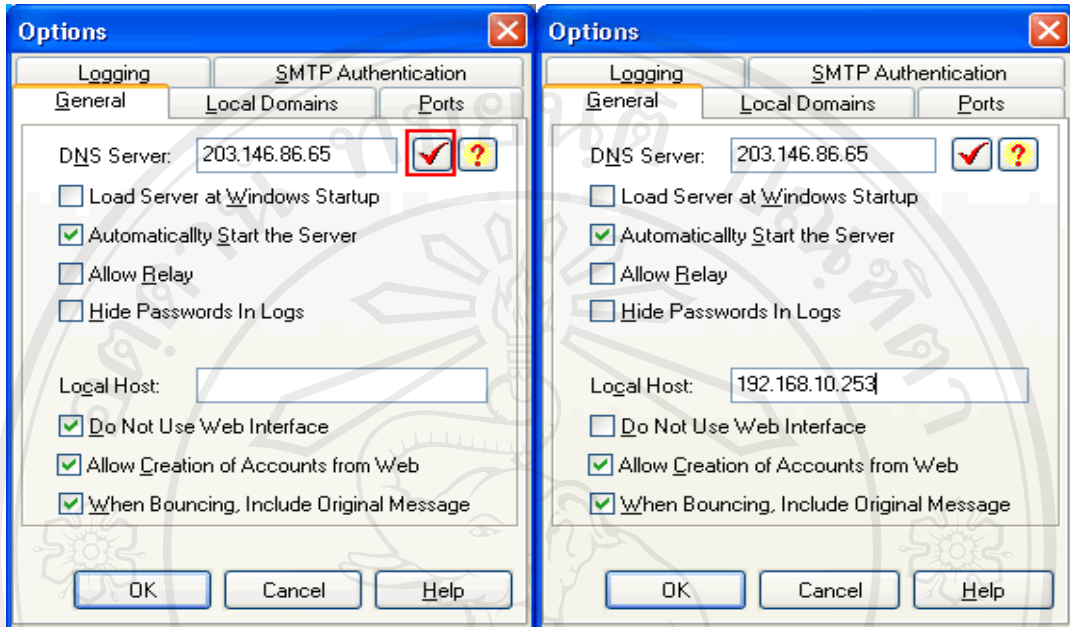 Options
Logging SMTP Authentication
General Local Domains Ports
DNS Server: 203.146.86.65 ?
Load Server at Windows Startup
Automaticallty Start the Server
Allow Relay
Hide Passwords In Logs
Local Host:
Do Not Use Web Interface
Allow Creation of Accounts from Web
When Bouncing, Include Original Message
OK Cancel Help
Options
Logging SMTP Authentication
General Local Domains Ports
DNS Server: 203.146.86.65 ?
Load Server at Windows Startup
Automaticallty Start the Server
Allow Relay
Hide Passwords In Logs
Local Host: 192.168.10.253
Do Not Use Web Interface
Allow Creation of Accounts from Web
When Bouncing, Include Original Message
OK Cancel Help